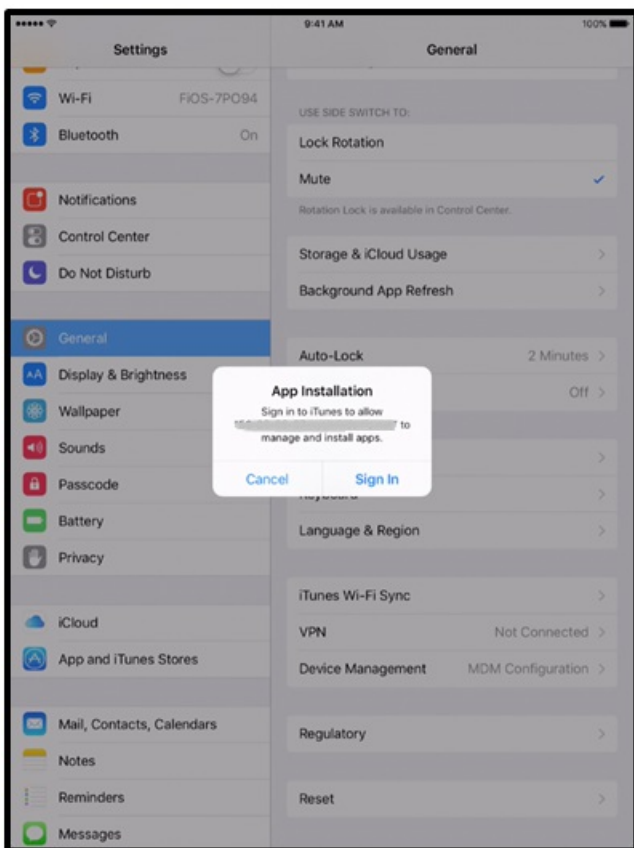 9:41 AM
100%
Settings
General
Wi-Fi
FiOS-7PO94
Bluetooth
On
Notifications
Control Center
Do Not Disturb
General
Display & Brightness
Wallpaper
Sounds
Passcode
Battery
Privacy
iCloud
App and iTunes Stores
Mail, Contacts, Calendars
Notes
Reminders
Messages
USE SIDE SWITCH TO:
Lock Rotation
Mute
Rotation Lock is available in Control Center.
Storage & iCloud Usage
Background App Refresh
Auto-Lock
2 Minutes
Off
App Installation
Sign in to iTunes to allow
to
manage and install apps.
Cancel
Sign In
Language & Region
iTunes Wi-Fi Sync
VPN
Not Connected
Device Management
MDM Configuration
Regulatory
Reset